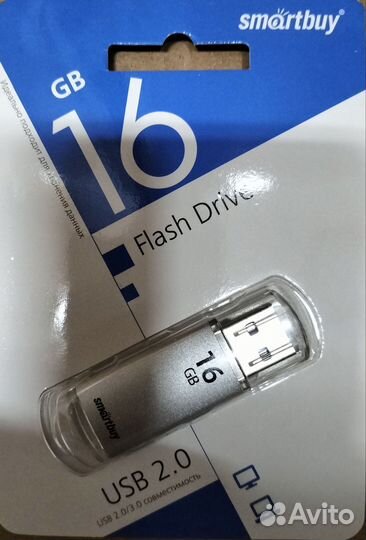 smartbuy
GB
16
Идеально подходит для хранения данных
Flash Drive
16
GB
smartbuy
USB 2.0
USB 2.0/3.0 совместимость
Avito